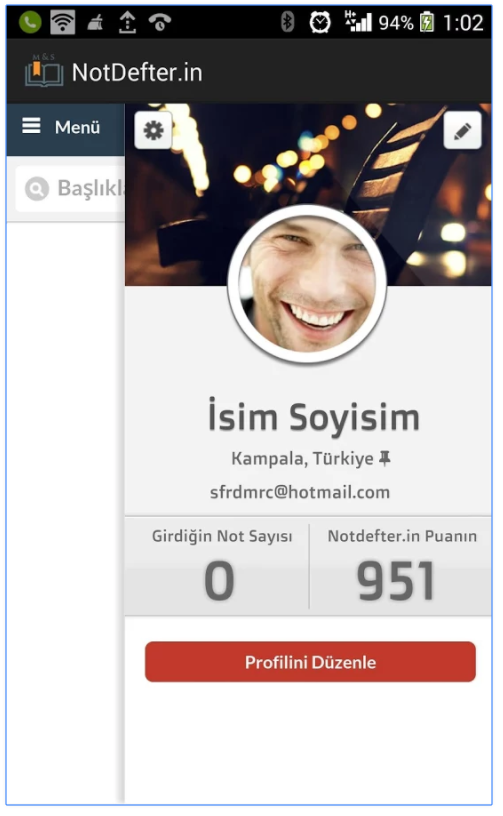 94% 1:02
M & S
NotDefter.in
Menü
Başlıkl
İsim Soyisim
Kampala, Türkiye
sfrdmrc@hotmail.com
Girdiğin Not Sayısı
0
Notdefter.in Puanın
951
Profilini Düzenle